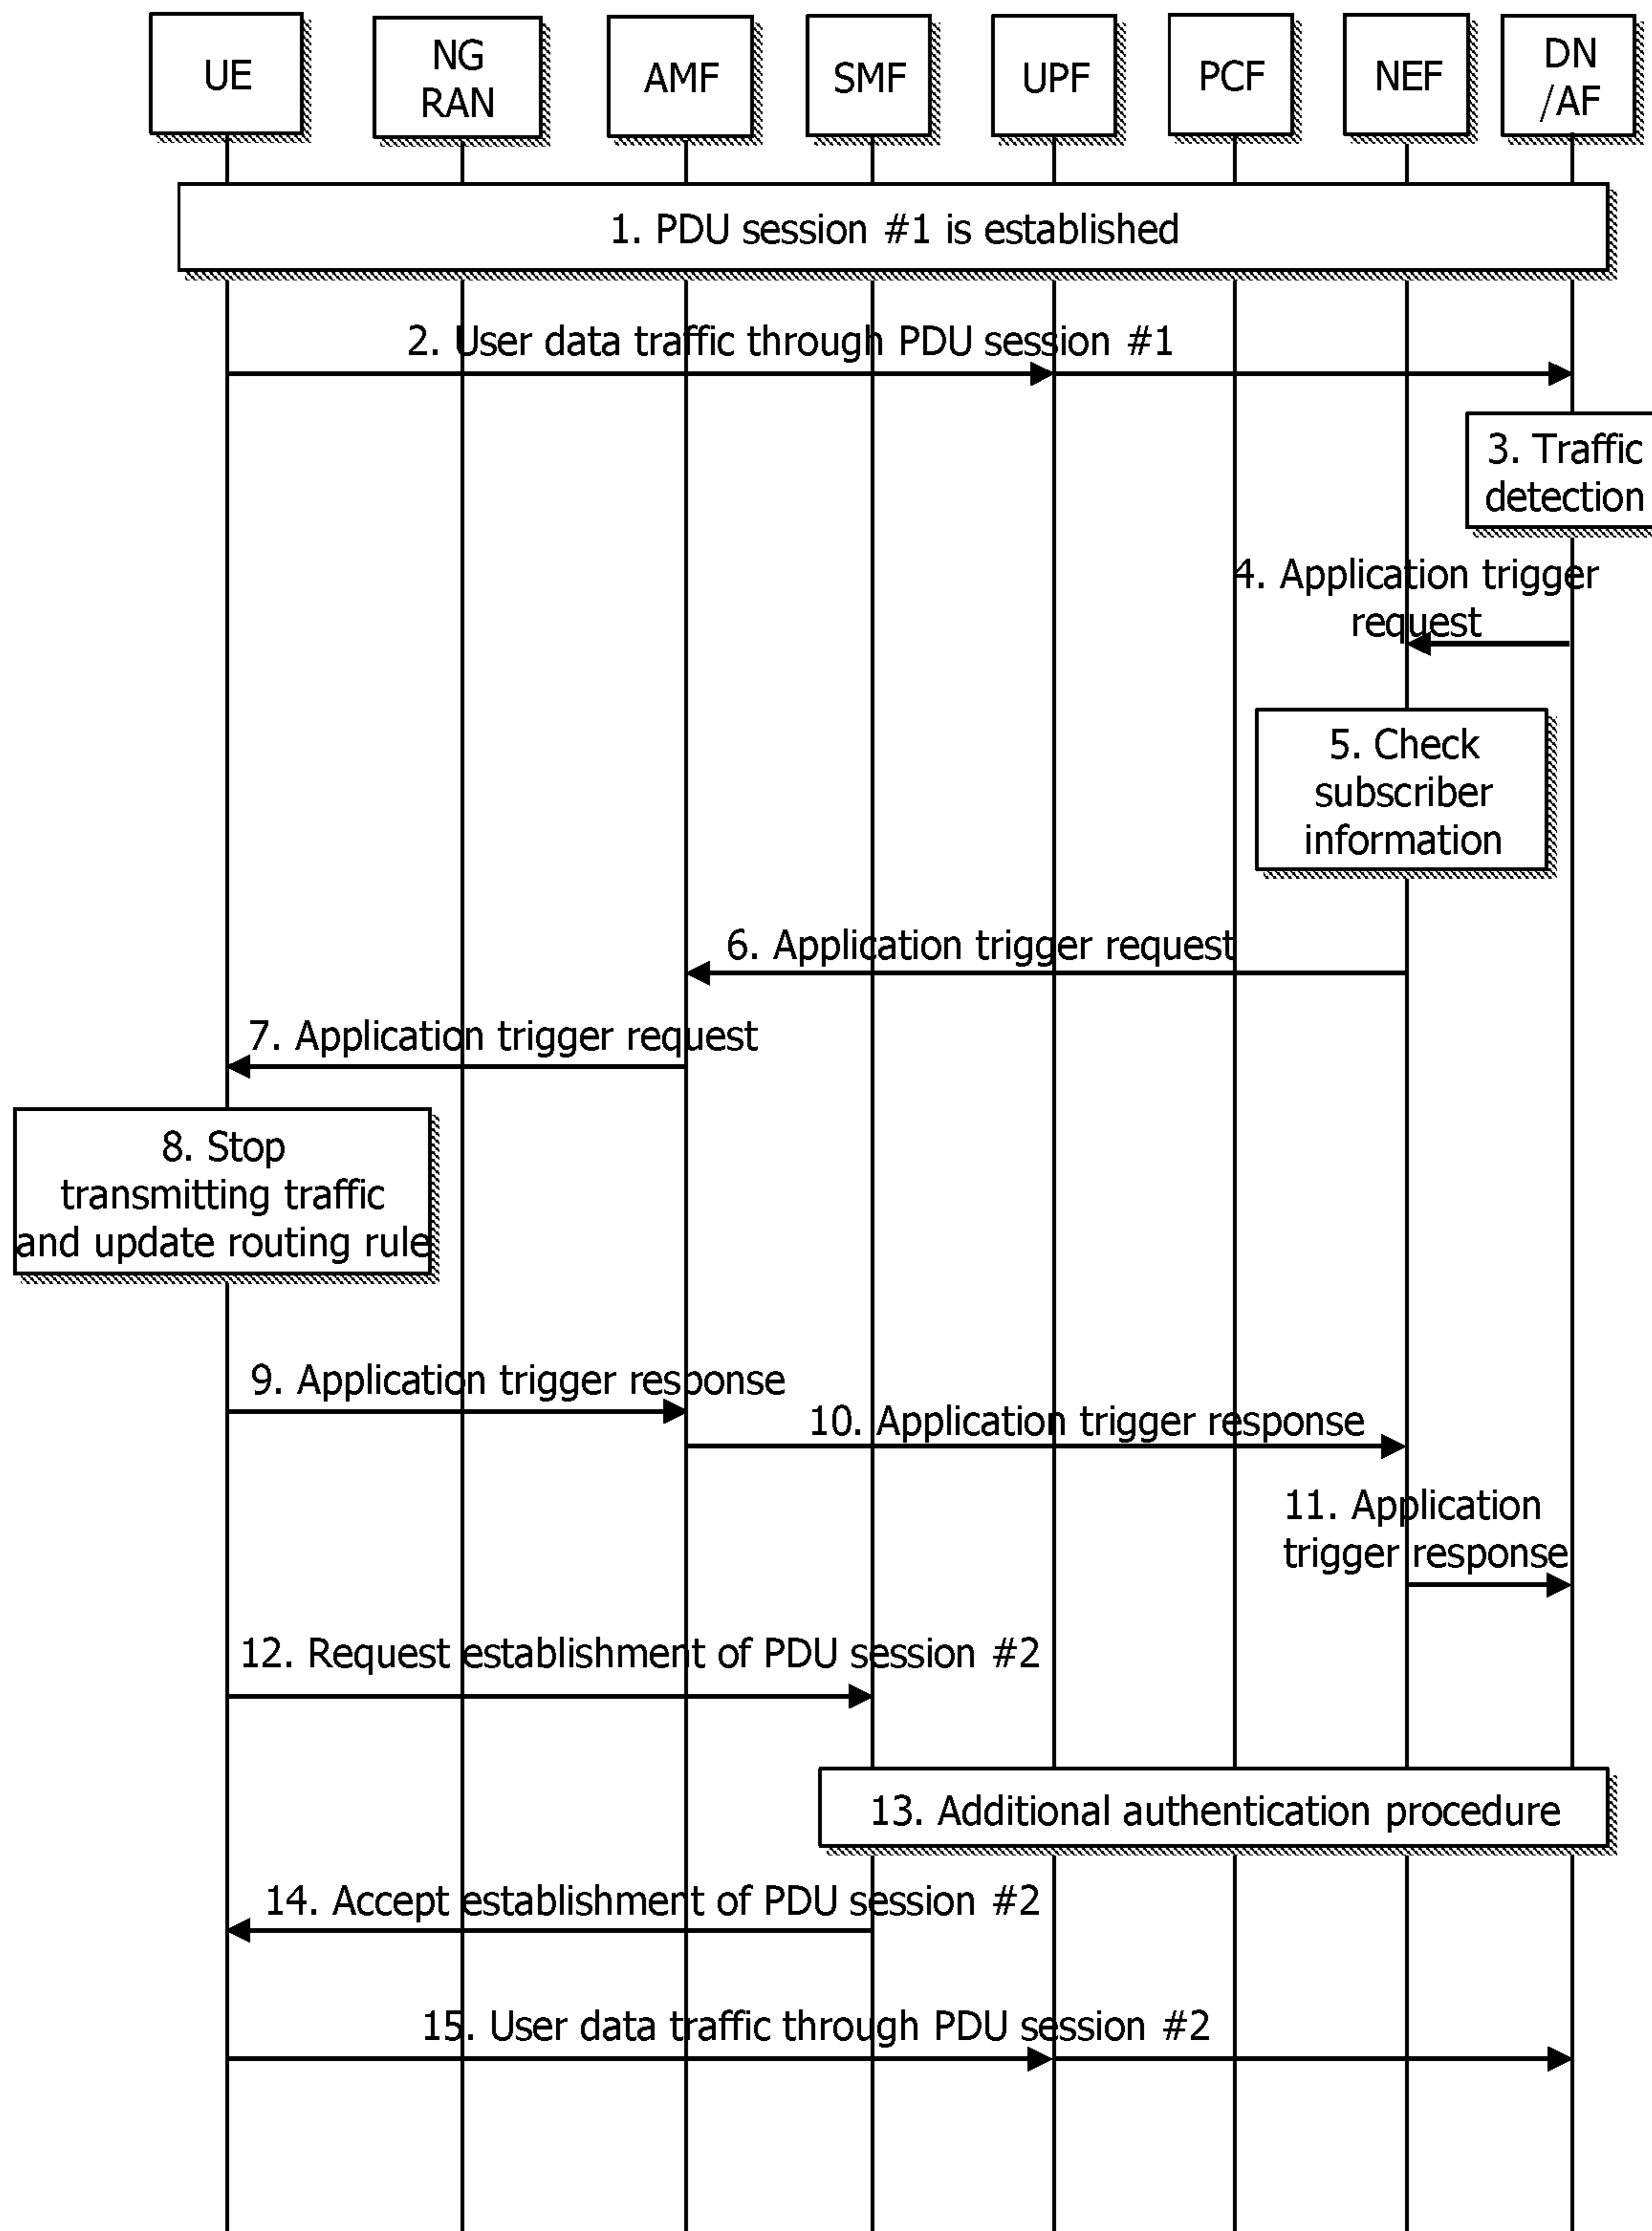 UE
NG
RAN
AMF
SMF
UPF
PCF
NEF
DN
/AF
1. PDU session #1 is established
2. User data traffic through PDU session #1
3. Traffic
detection
4. Application trigger
request
5. Check
subscriber
information
6. Application trigger request
7. Application trigger request
8. Stop
transmitting traffic
and update routing rule
9. Application trigger response
10. Application trigger response
11. Application
trigger response
12. Request establishment of PDU session #2
13. Additional authentication procedure
14. Accept establishment of PDU session #2
15. User data traffic through PDU session #2